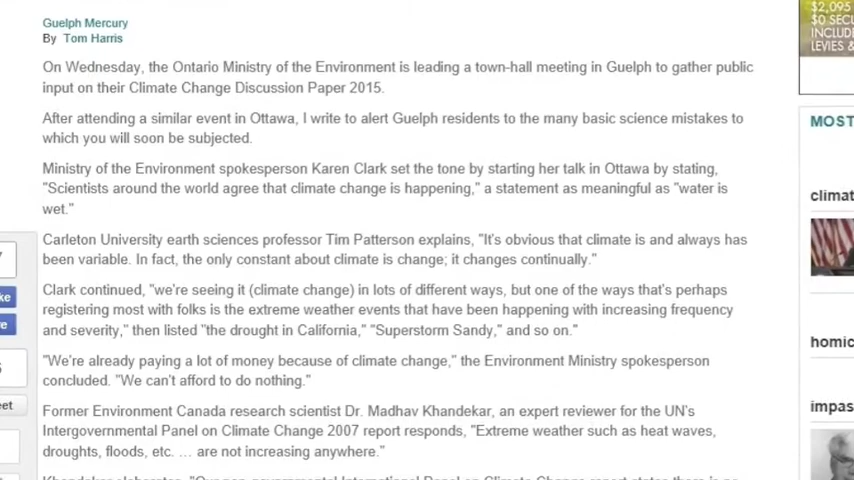 $2,095
$0 SECU
INCLUDE
LEVIES &
Guelph Mercury
By Tom Harris
On Wednesday, the Ontario Ministry of the Environment is leading a town-hall meeting in Guelph to gather public
input on their Climate Change Discussion Paper 2015.
After attending a similar event in Ottawa, I write to alert Guelph residents to the many basic science mistakes to
which you will soon be subjected.
Ministry of the Environment spokesperson Karen Clark set the tone by starting her talk in Ottawa by stating,
"Scientists around the world agree that climate change is happening," a statement as meaningful as "water is
wet."
Carleton University earth sciences professor Tim Patterson explains, "It's obvious that climate is and always has
been variable. In fact, the only constant about climate is change; it changes continually."
Clark continued, "we're seeing it (climate change) in lots of different ways, but one of the ways that's perhaps
registering most with folks is the extreme weather events that have been happening with increasing frequency
and severity," then listed "the drought in California," "Superstorm Sandy," and so on."
"We're already paying a lot of money because of climate change," the Environment Ministry spokesperson
concluded. "We can't afford to do nothing."
Former Environment Canada research scientist Dr. Madhav Khandekar, an expert reviewer for the UN's
Intergovernmental Panel on Climate Change 2007 report responds, "Extreme weather such as heat waves,
droughts, floods, etc. ... are not increasing anywhere."
MOST
climat
homic
impas
ke
re
eet